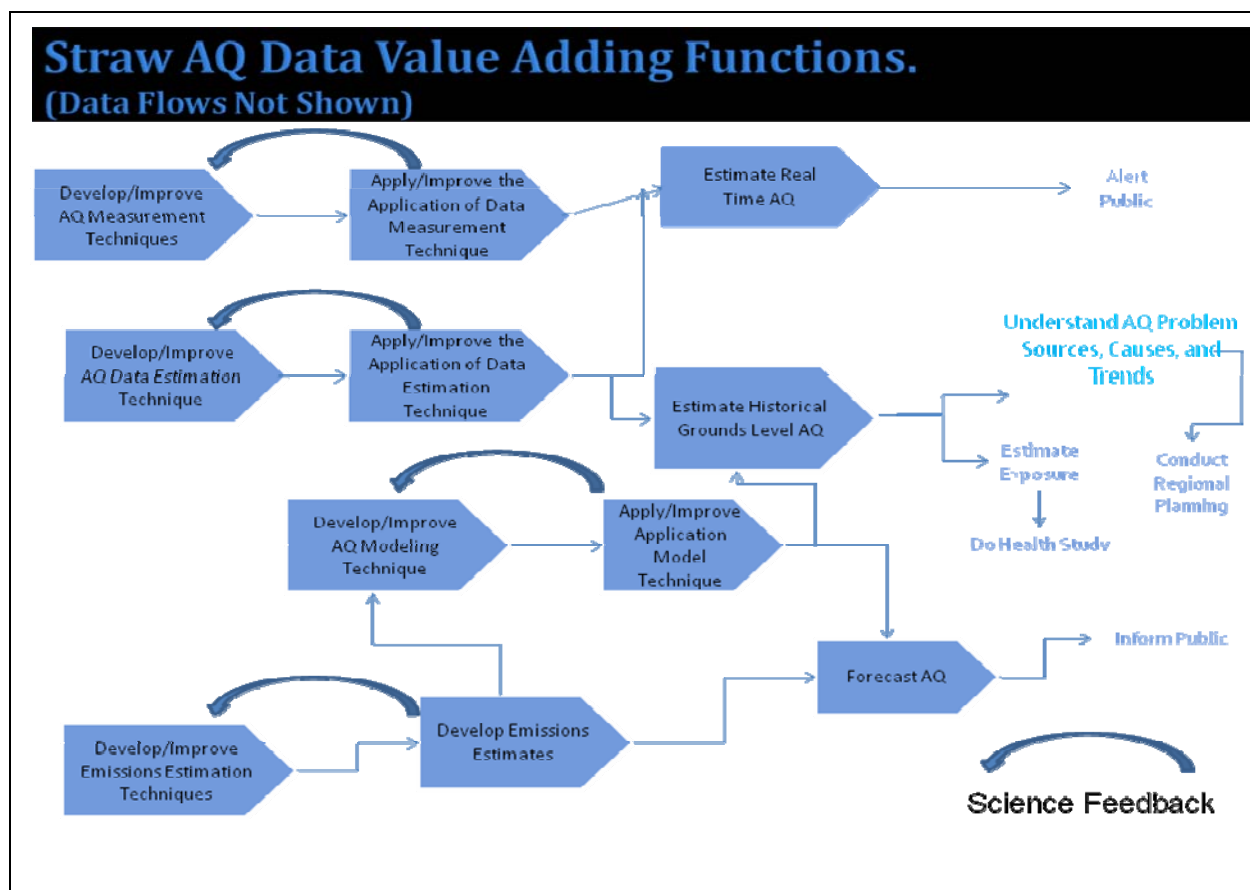 Straw AQ Data Value Adding Functions.
(Data Flows Not Shown)
Develop/Improve
AQ Measurement
Techniques
Apply/Improve the
Application of Data
Measurement
Technique
Estimate Real
Time AQ
Alert
Public
Develop/Improve
AQ Data Estimation
Technique
Apply/Improve the
Application of Data
Estimation
Technique
Estimate Historical
Grounds Level AQ
Understand AQ Problem
Sources, Causes, and
Trends
Estimate
Exposure
Conduct
Regional
Planning
Do Health Study
Develop/Improve
AQ Modeling
Technique
Apply/Improve
Application
Model
Technique
Forecast AQ
Inform Public
Develop/Improve
Emissions Estimation
Techniques
Develop Emissions
Estimates
Science Feedback